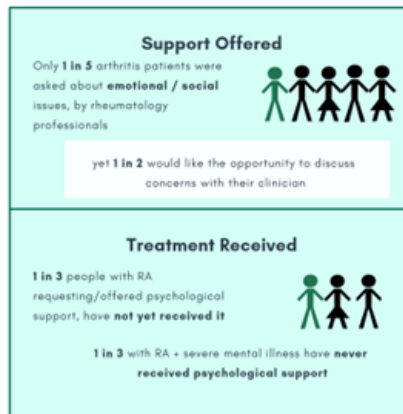 Support Offered
Only 1 in 5 arthritis patients were
asked about emotional / social
issues, by rheumatology
professionals
yet 1 in 2 would like the opportunity to discuss
concerns with their clinician
Treatment Received
1 in 3 people with RA
requesting/offered psychological
support, have not yet received it
1 in 3 with RA + severe mental illness have never
received psychological support